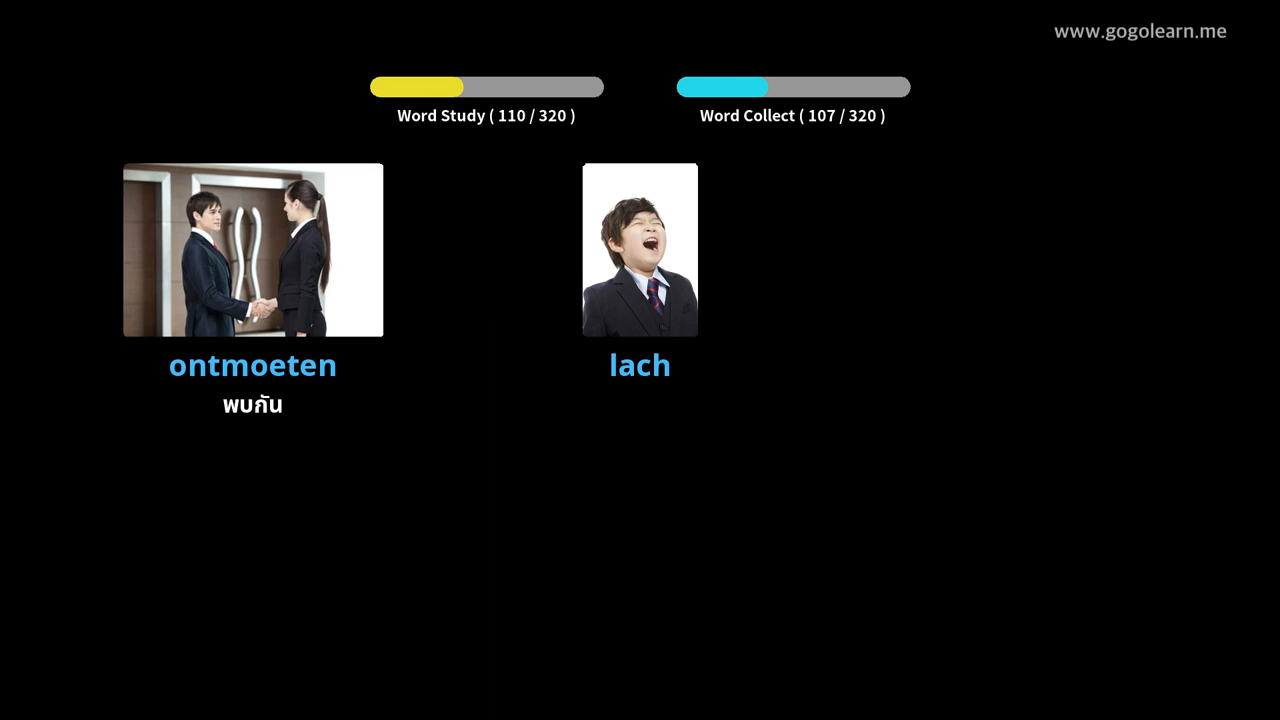 www.gogolearn.me
Word Study ( 110 / 320 )
Word Collect ( 107 / 320 )
ontmoeten
พบกัน
lach